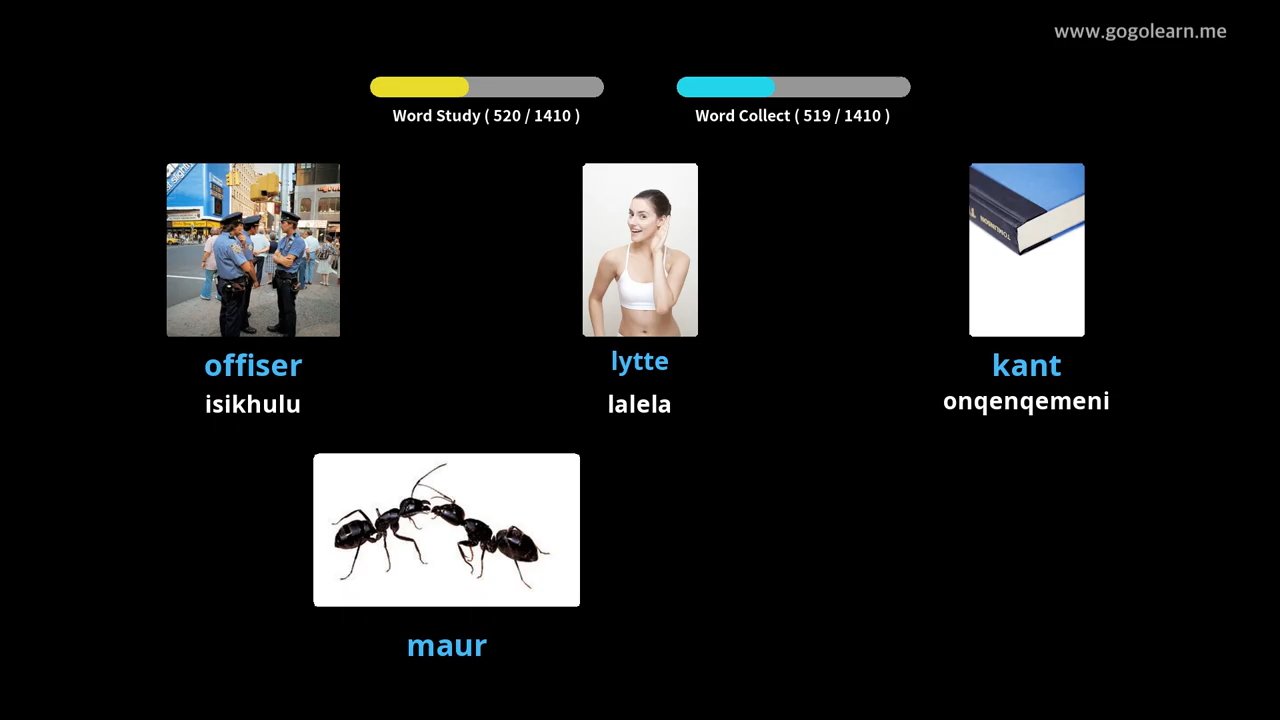 www.gogolearn.me
Word Study ( 520 / 1410 )
Word Collect ( 519 / 1410 )
offiser
isikhulu
lytte
lalela
kant
onqenqemeni
maur